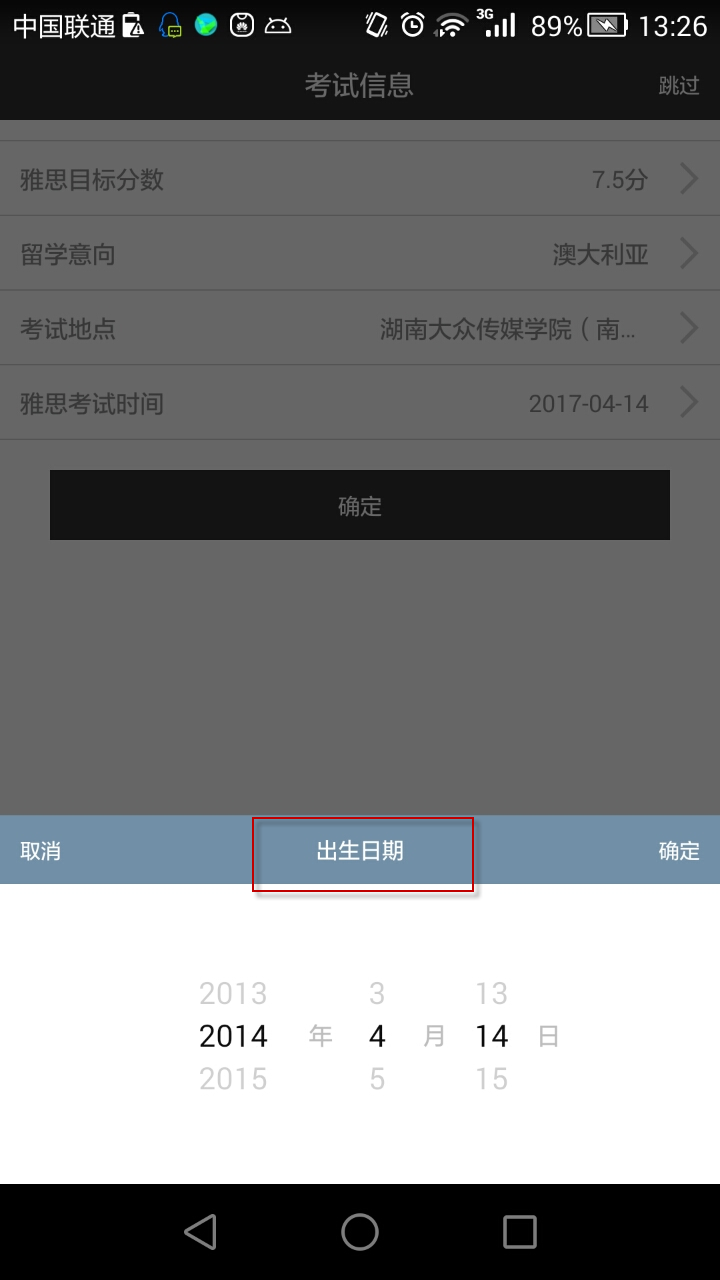 中国联通 3G 89% 13:26
考试信息 跳过
雅思目标分数 7.5分
留学意向 澳大利亚
考试地点 湖南大众传媒学院（南...
雅思考试时间 2017-04-14
确定
取消 出生日期 确定
2013 3 13
2014 年 4 月 14 日
2015 5 15